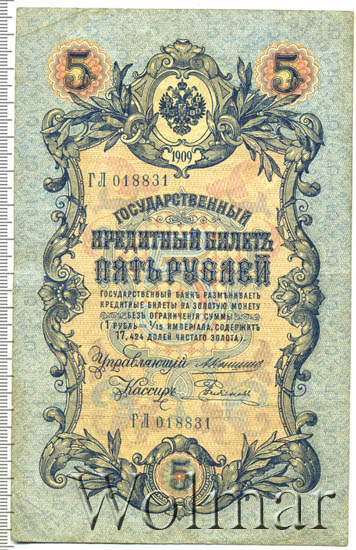 5 5
1909
ГЛ 018831
ГОСУДАРСТВЕННЫЙ
КРЕДИТНЫЙ БИЛЕТЪ
ПЯТЬ РУБЛЕЙ
ГОСУДАРСТВЕННЫЙ БАНКЪ РАЗМѢНИВАЕТЪ
КРЕДИТНЫЕ БИЛЕТЫ НА ЗОЛОТУЮ МОНЕТУ
БЕЗЪ ОГРАНИЧЕНІЯ СУММЫ
(1 РУБЛЬ = 1/15 ИМПЕРІАЛА, СОДЕРЖИТЪ
17,424 ДОЛЕЙ ЧИСТАГО ЗОЛОТА).
Управляющій
Кассиръ
ГЛ 018831
5
Wolmar